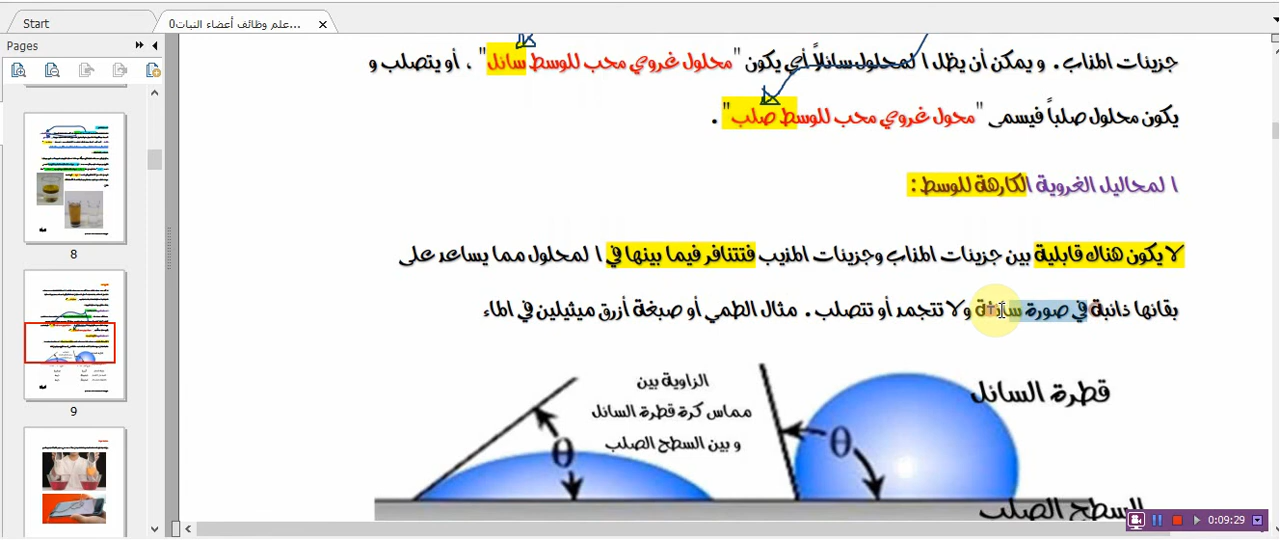 Start
علم وظائف أعضاء النبات0...
Pages
8
9
جزيئات المذاب . و يمكن أن يظل ا لمحلول سائلاً أي يكون "محلول غروي محب للوسط سائل" ، أو يتصلب و
يكون محلول صلباً فيسمى "محول غروي محب للوسط صلب" .
ا لمحاليل الغروية الكارهة للوسط :
لا يكون هناك قابلية بين جزيئات المذاب وجزيئات المذيب فتتنافر فيما بينها في ا لمحلول مما يساعد على
بقائها ذائبة في صورة سائلة و لا تتجمد أو تتصلب . مثال الطمي أو صبغة أزرق ميثيلين في الماء
الزاوية بين
مماس كرة قطرة السائل
و بين السطح الصلب
θ
θ
قطرة السائل
السطح الصلب
0:09:29